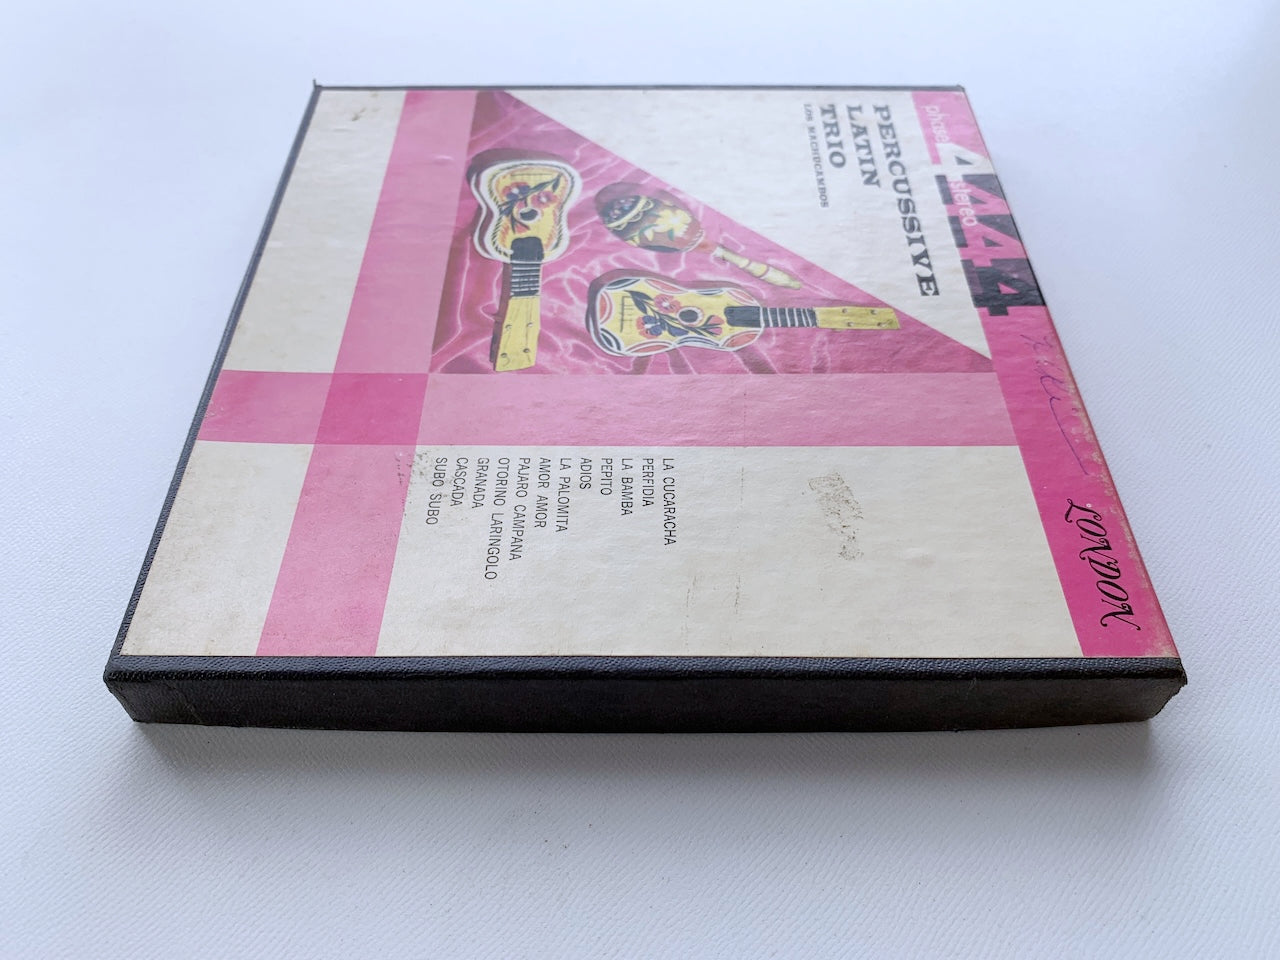 phase 4 stereo
444
PERCUSSIVE
LATIN
TRIO
LOS MACHUCAMBOS
LONDON
LA CUCARACHA
PERFIDIA
LA BAMBA
PEPITO
ADIOS
LA PALOMITA
AMOR AMOR
PAJARO CAMPANA
OTORINO LARINGOLO
GRANADA
CASCADA
SUBO SUBO